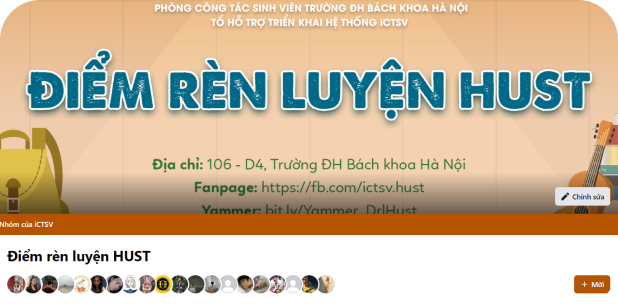 PHÒNG CÔNG TÁC SINH VIÊN TRƯỜNG ĐH BÁCH KHOA HÀ NỘI
TỔ HỖ TRỢ TRIỂN KHAI HỆ THỐNG iCTSV
ĐIỂM RÈN LUYỆN HUST
Địa chỉ: 106 - D4, Trường ĐH Bách khoa Hà Nội
Fanpage: https://fb.com/ictsv.hust
Yammer: bit.ly/Yammer_DrlHust
Chỉnh sửa
Nhóm của iCTSV
Điểm rèn luyện HUST
+ Mời